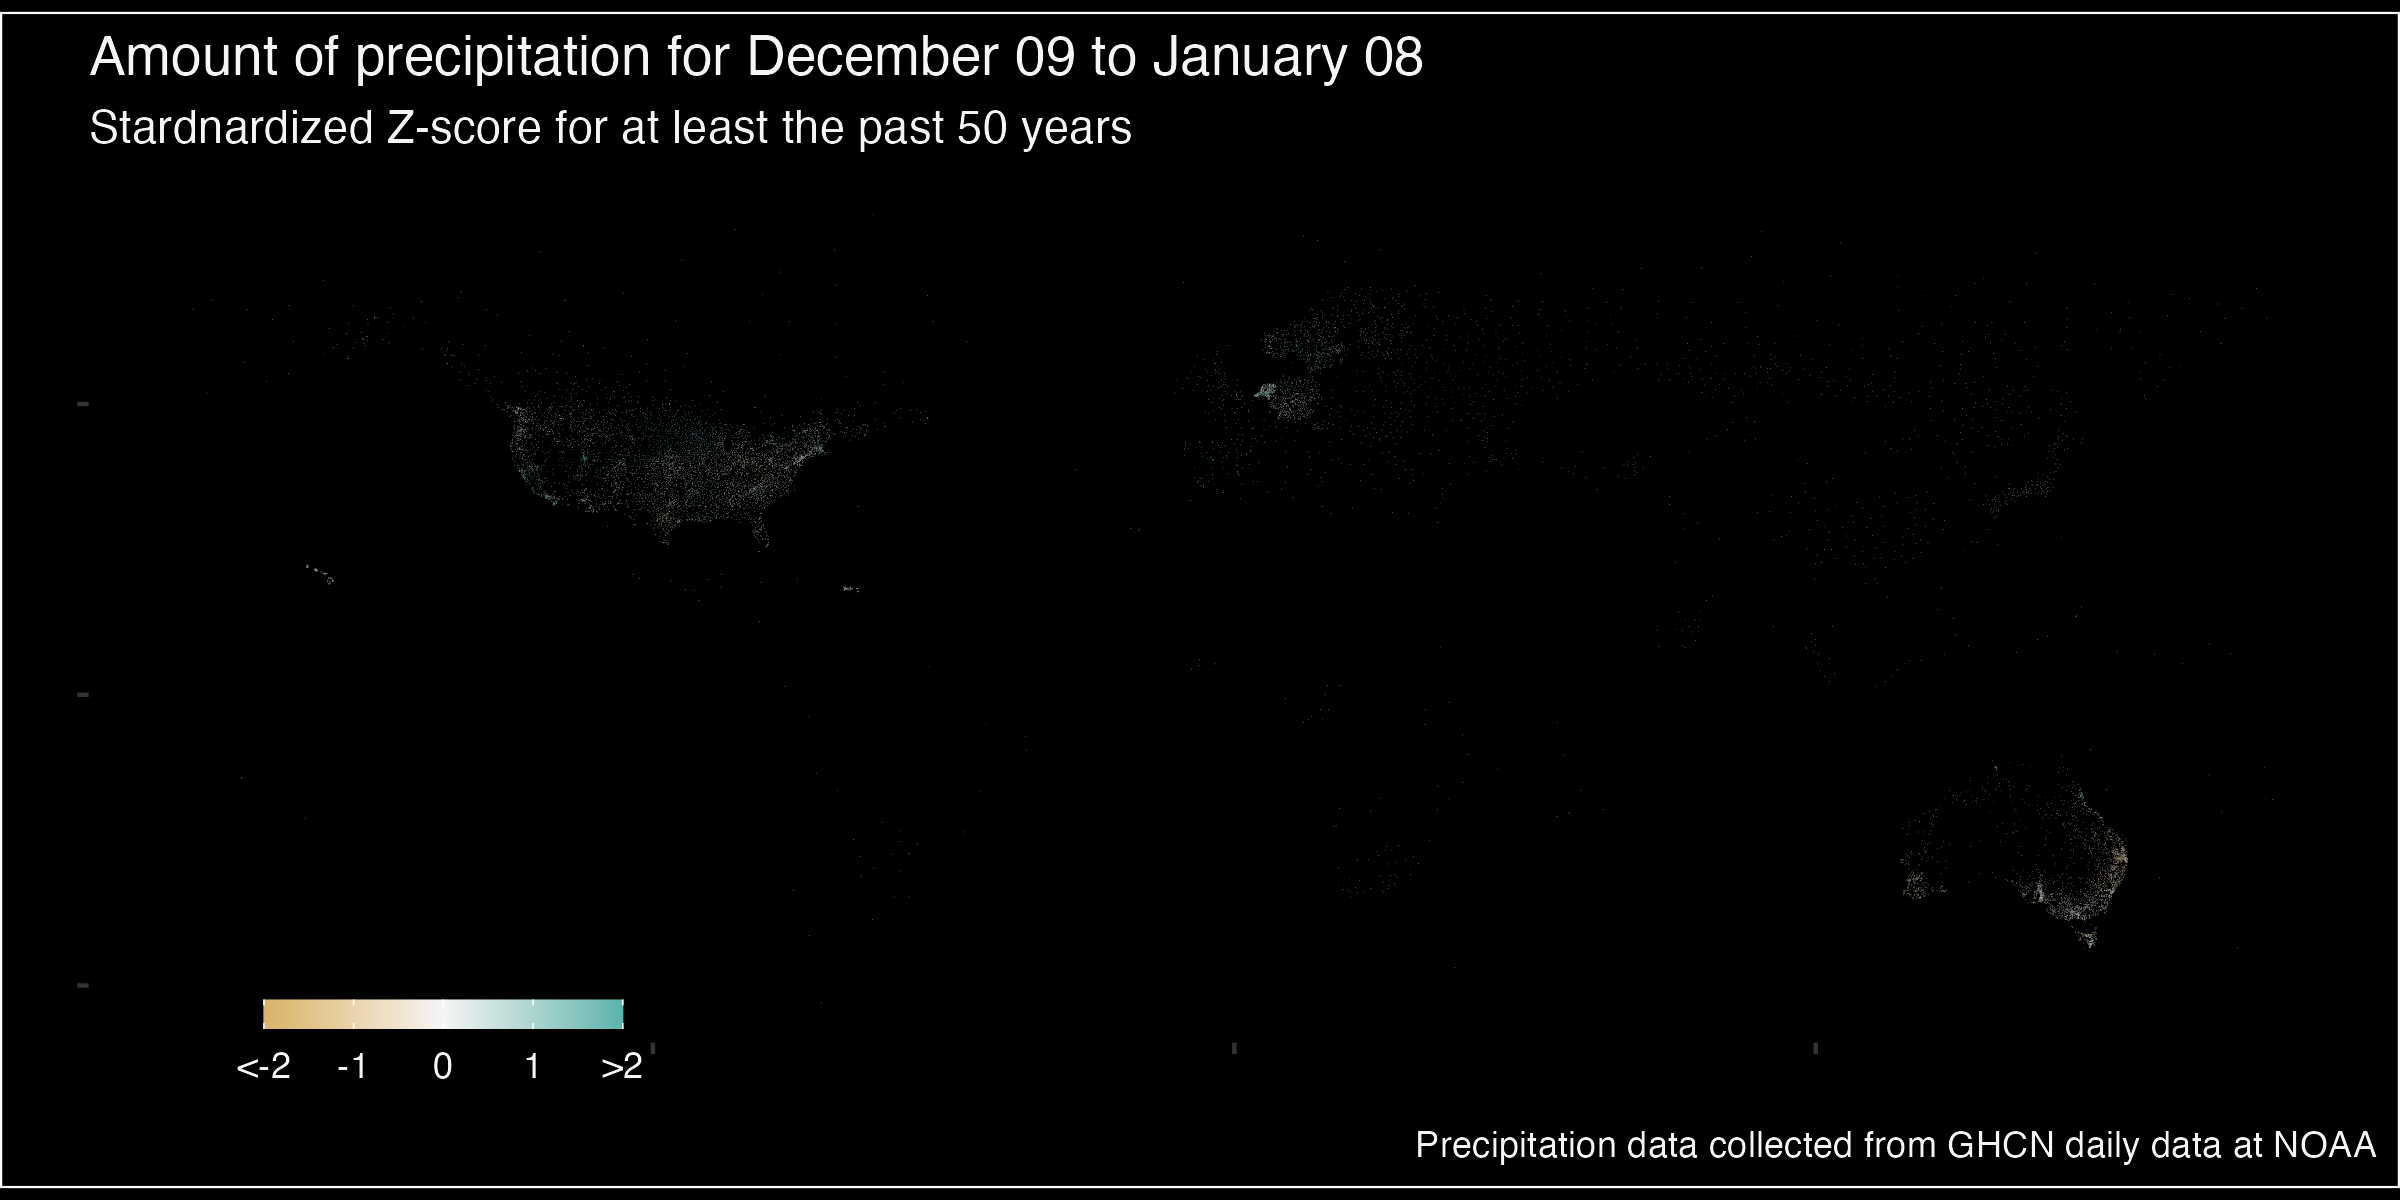 Amount of precipitation for December 09 to January 08
Stardnardized Z-score for at least the past 50 years
<-2 -1 0 1 >2
Precipitation data collected from GHCN daily data at NOAA